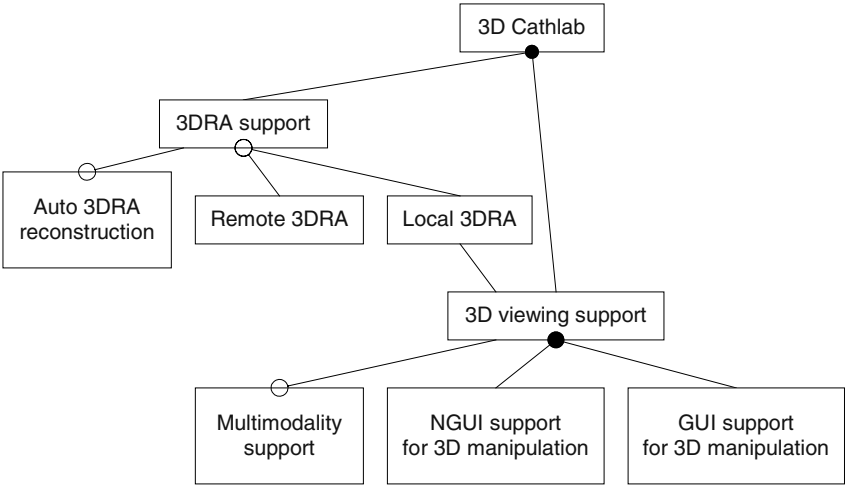 3D Cathlab
3DRA support
Auto 3DRA
reconstruction
Remote 3DRA
Local 3DRA
3D viewing support
Multimodality
support
NGUI support
for 3D manipulation
GUI support
for 3D manipulation